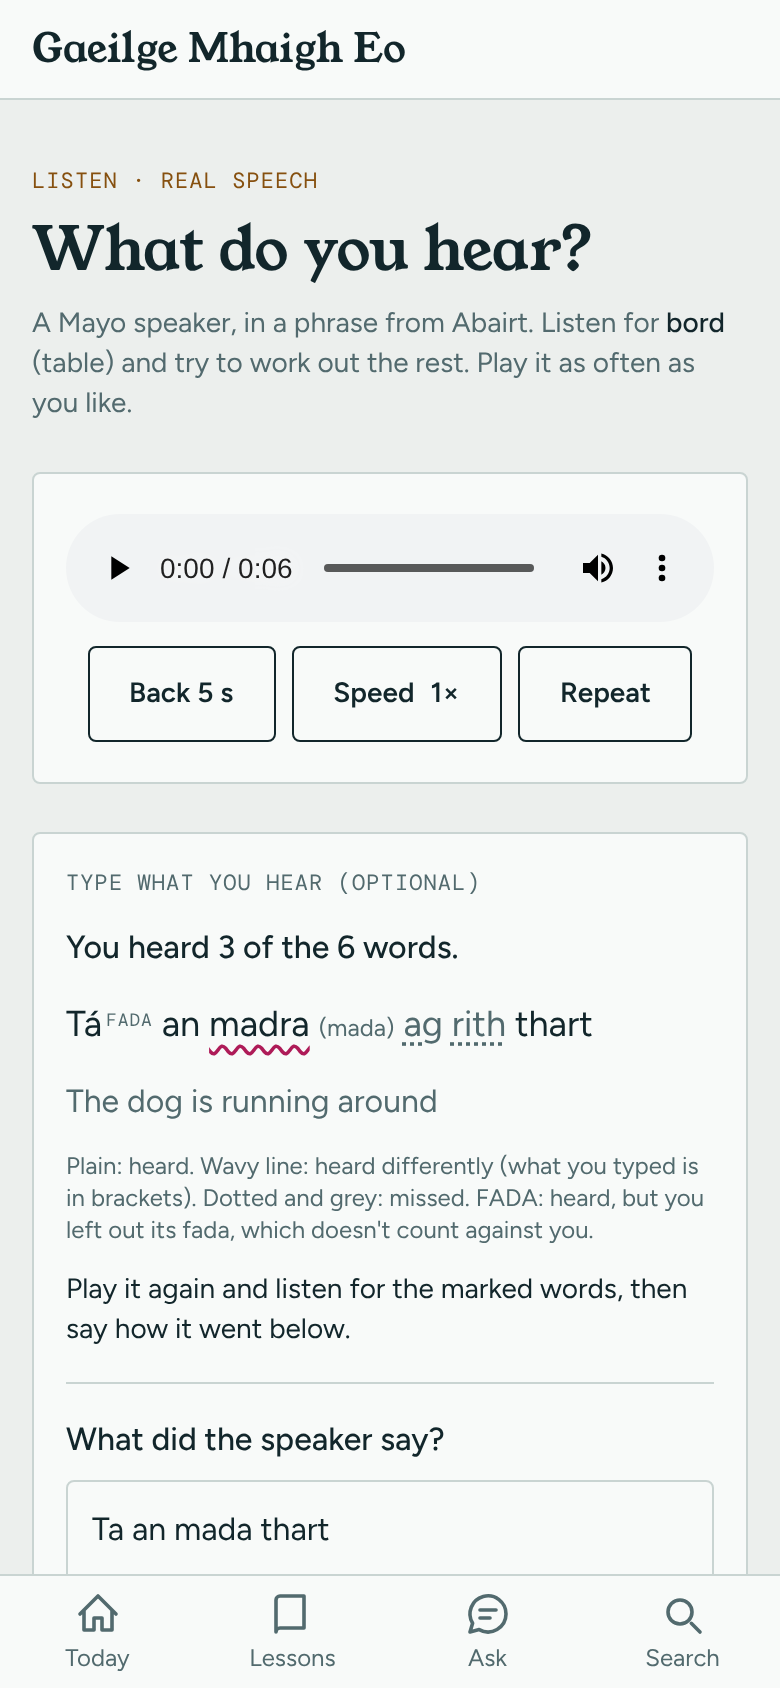 Gaeilge Mhaigh Eo
LISTEN · REAL SPEECH
What do you hear?
A Mayo speaker, in a phrase from Abairt. Listen for bord
(table) and try to work out the rest. Play it as often as
you like.
0:00 / 0:06
Back 5 s
Speed 1×
Repeat
TYPE WHAT YOU HEAR (OPTIONAL)
You heard 3 of the 6 words.
Tá FADA an madra (mada) ag rith thart
The dog is running around
Plain: heard. Wavy line: heard differently (what you typed is
in brackets). Dotted and grey: missed. FADA: heard, but you
left out its fada, which doesn't count against you.
Play it again and listen for the marked words, then
say how it went below.
What did the speaker say?
Ta an mada thart
Today
Lessons
Ask
Search